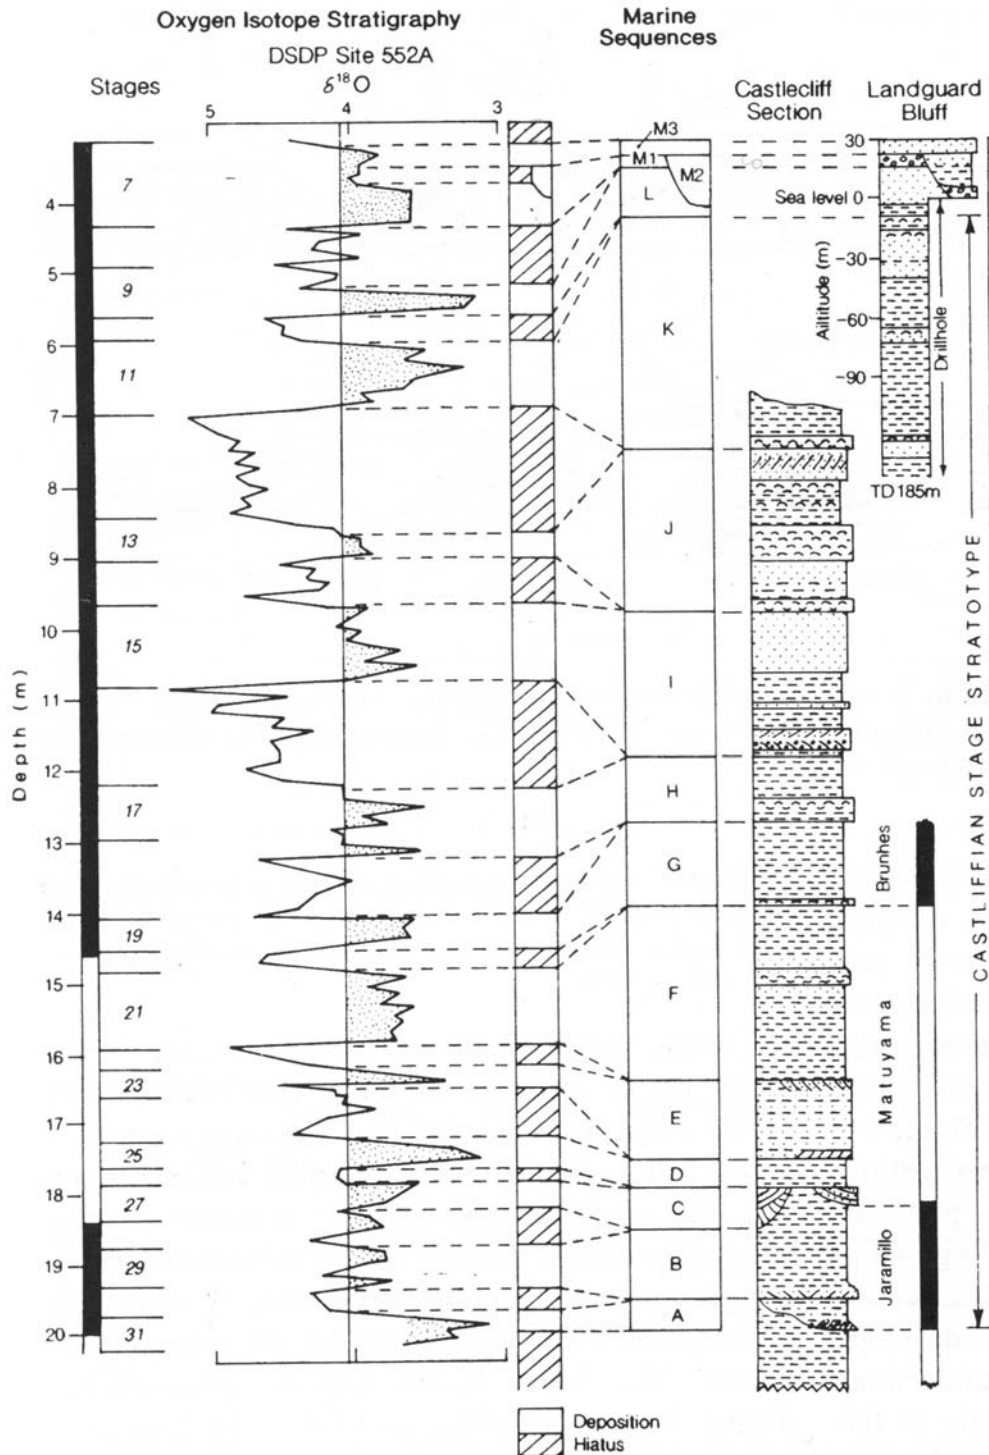 Oxygen Isotope Stratigraphy
Marine
Sequences
DSDP Site 552A
δ18O
Stages
Castlecliff
Section
Landguard
Bluff
5
4
3
M3
M1
M2
L
K
J
I
H
G
F
E
D
C
B
A
7
9
11
13
15
17
19
21
23
25
27
29
31
Depth (m)
4
5
6
7
8
9
10
11
12
13
14
15
16
17
18
19
20
30
Sea level 0
-30
-60
-90
Ailtitude (m)
Drillhole
TD 185m
Brunhes
Matuyama
Jaramillo
CASTLIFFIAN STAGE STRATOTYPE
Deposition
Hiatus